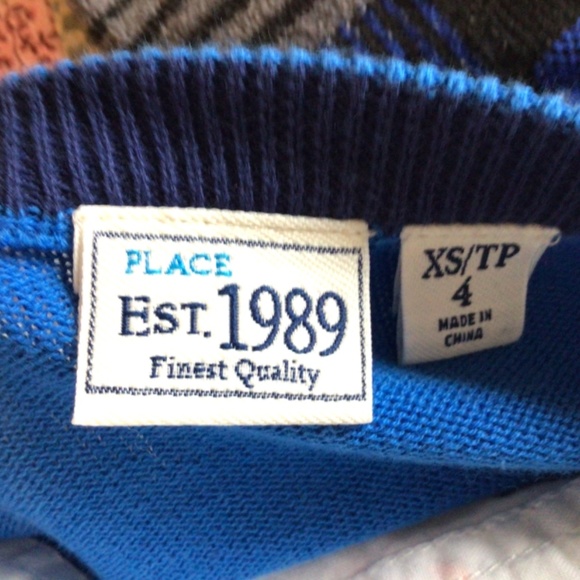 PLACE
EST. 1989
Finest Quality
XS/TP
4
MADE IN
CHINA